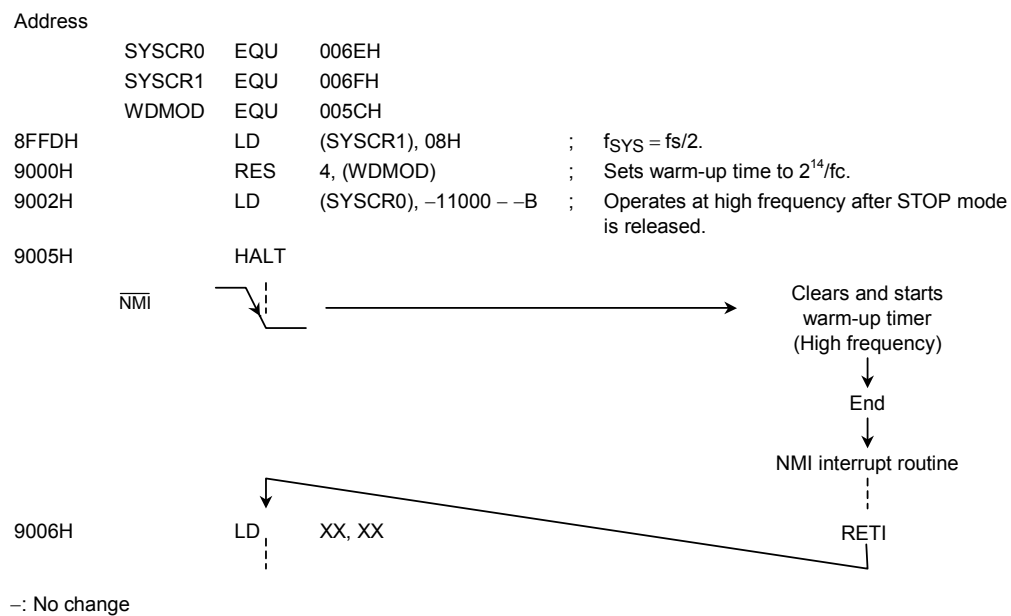 Address
SYSCR0 EQU 006EH
SYSCR1 EQU 006FH
WDMOD EQU 005CH
8FFDH LD (SYSCR1), 08H ; fSYS = fs/2.
9000H RES 4, (WDMOD) ; Sets warm-up time to 2^14/fc.
9002H LD (SYSCR0), −11000 − −B ; Operates at high frequency after STOP mode
is released.
9005H HALT
NMI
Clears and starts
warm-up timer
(High frequency)
End
NMI interrupt routine
9006H LD XX, XX RETI
−: No change